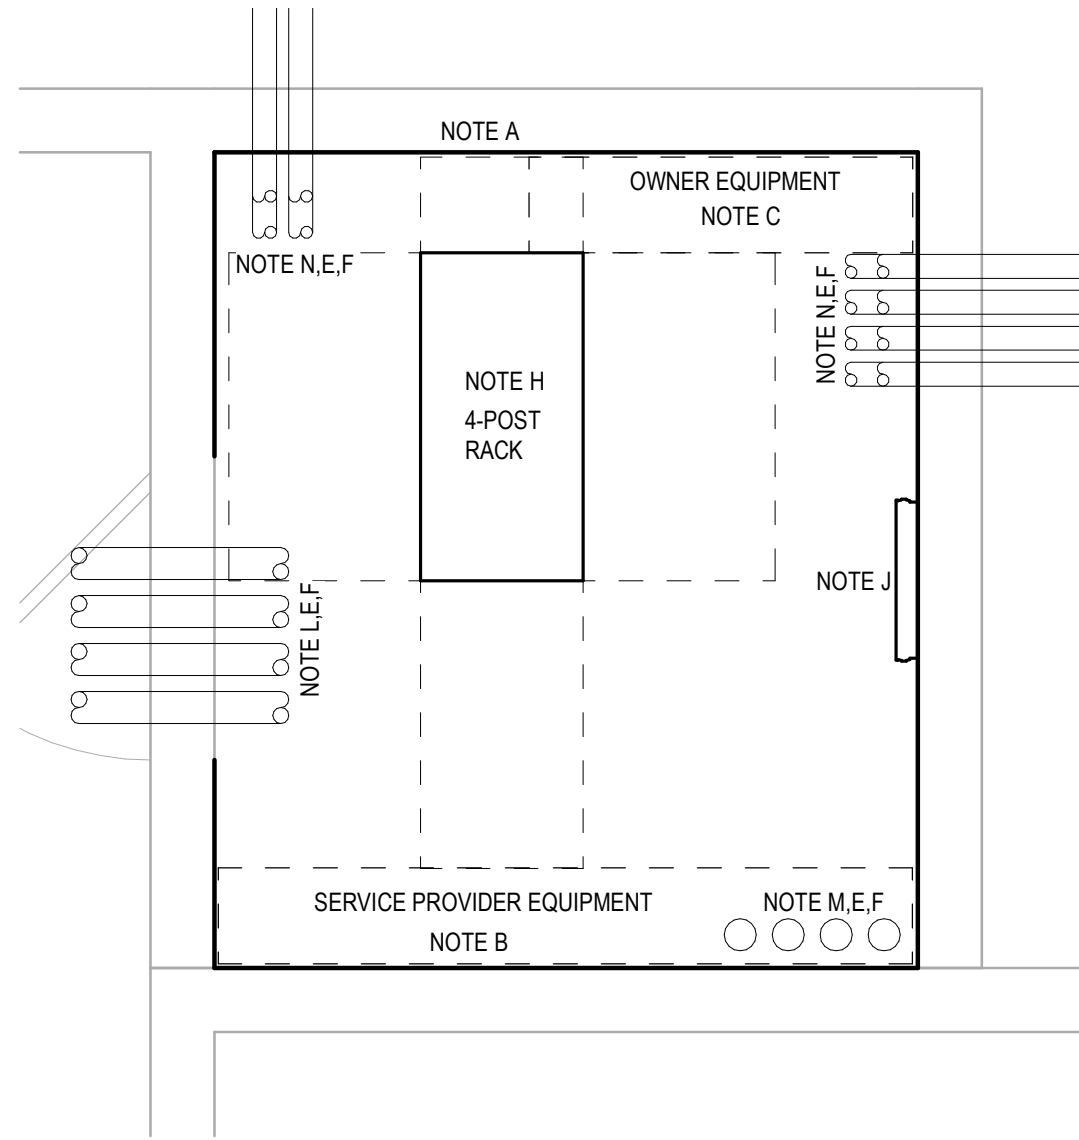 NOTE A
OWNER EQUIPMENT
NOTE C
NOTE N,E,F
NOTE N,E,F
NOTE H
4-POST
RACK
NOTE J
NOTE L,E,F
SERVICE PROVIDER EQUIPMENT
NOTE M,E,F
NOTE B